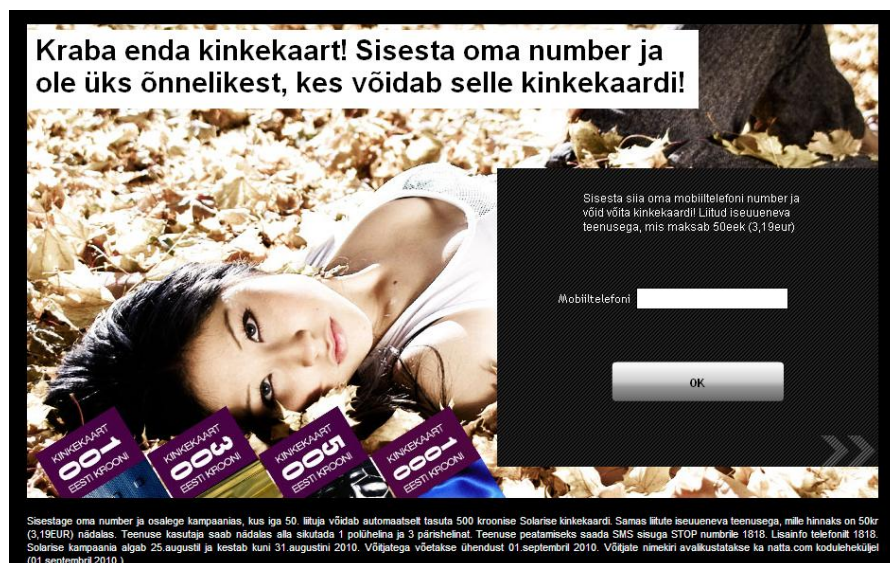 Kraba enda kinkekaart! Sisesta oma number ja
ole üks õnnelikest, kes võidab selle kinkekaardi!
Sisesta siia oma mobiiltelefoni number ja
võid võita kinkekaardi! Liitud iseuueneva
teenusega, mis maksab 50eek (3,19eur)
Mobiiltelefoni
OK
KINKEKAART
100
EESTI KROONI
KINKEKAART
300
EESTI KROONI
KINKEKAART
500
EESTI KROONI
KINKEKAART
1000
EESTI KROONI
Sisestage oma number ja osalege kampaanias, kus iga 50. liituja võidab automaatselt tasuta 500 kroonise Solarise kinkekaardi. Samas liitute iseuueneva teenusega, mille hinnaks on 50kr
(3,19EUR) nädalas. Teenuse kasutaja saab nädalas alla sikutada 1 polühelina ja 3 pärishelinat. Teenuse peatamiseks saada SMS sisuga STOP numbrile 1818. Lisainfo telefonilt 1818.
Solarise kampaania algab 25.augustil ja kestab kuni 31.augustini 2010. Võitjatega võetakse ühendust 01.septembril 2010. Võitjate nimekiri avalikustatakse ka natta.com koduleheküljel
(01.septembril 2010.)